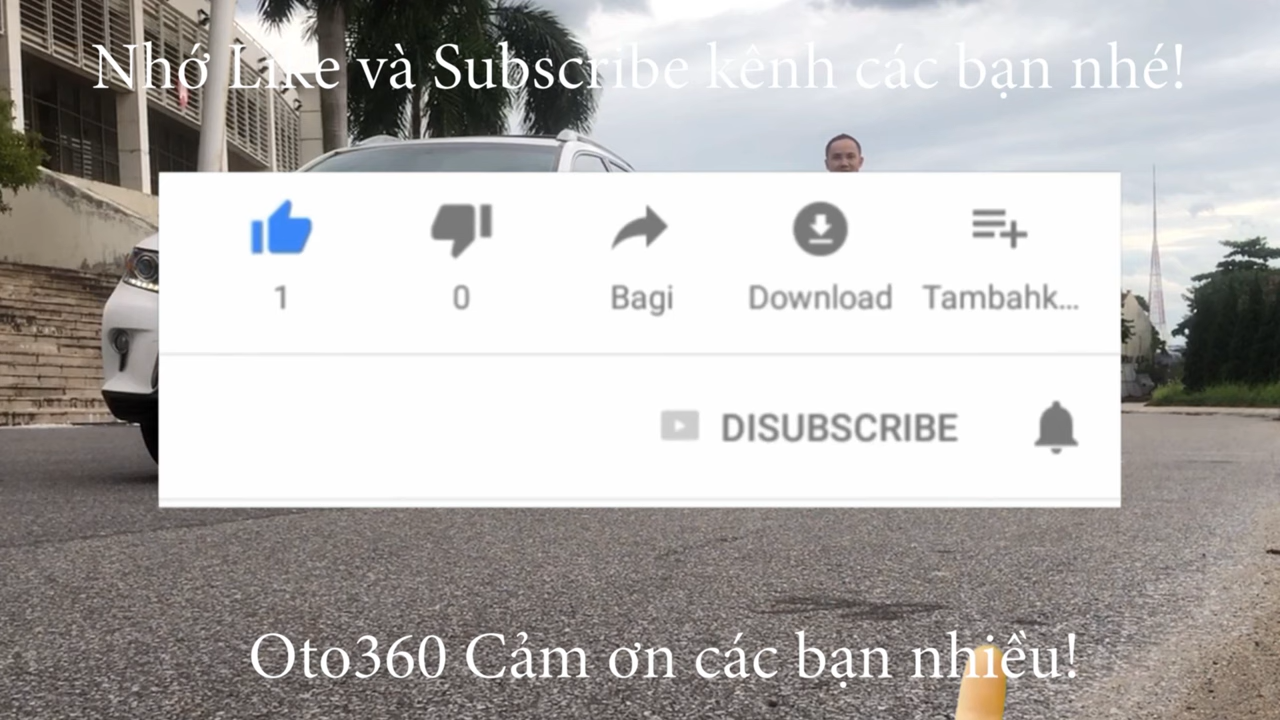 Nhớ Like và Subscribe kênh các bạn nhé!
1 0 Bagi Download Tambahk...
DISUBSCRIBE
Oto360 Cảm ơn các bạn nhiều!